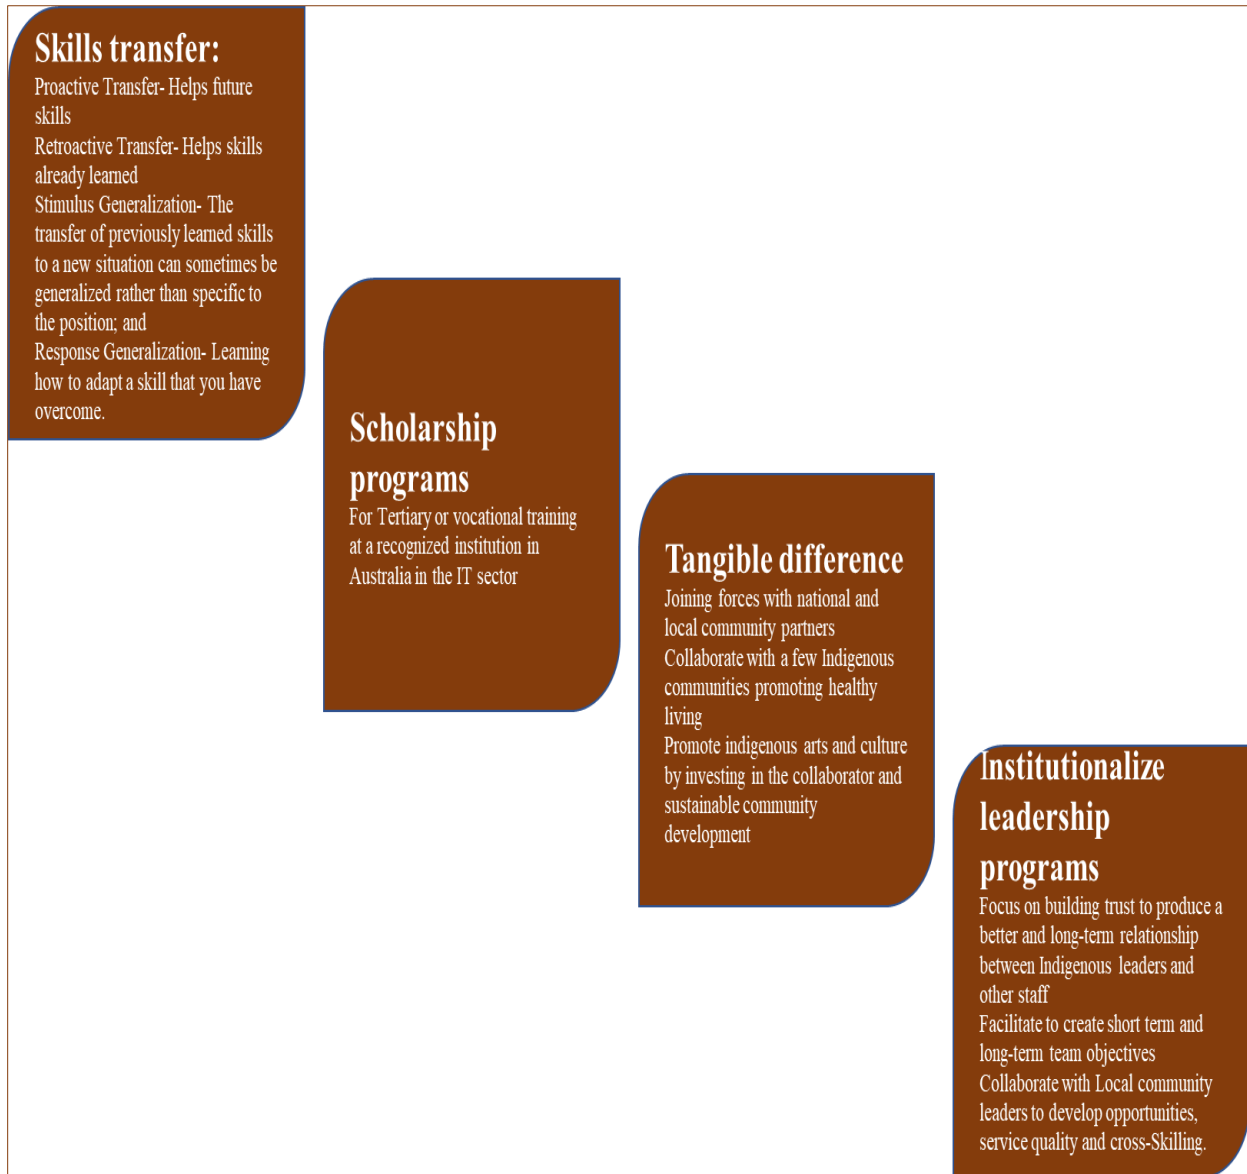 Skills transfer:
Proactive Transfer- Helps future
skills
Retroactive Transfer- Helps skills
already learned
Stimulus Generalization- The
transfer of previously learned skills
to a new situation can sometimes be
generalized rather than specific to
the position; and
Response Generalization- Learning
how to adapt a skill that you have
overcome.
Scholarship
programs
For Tertiary or vocational training
at a recognized institution in
Australia in the IT sector
Tangible difference
Joining forces with national and
local community partners
Collaborate with a few Indigenous
communities promoting healthy
living
Promote indigenous arts and culture
by investing in the collaborator and
sustainable community
development
Institutionalize
leadership
programs
Focus on building trust to produce a
better and long-term relationship
between Indigenous leaders and
other staff
Facilitate to create short term and
long-term team objectives
Collaborate with Local community
leaders to develop opportunities,
service quality and cross-Skilling.